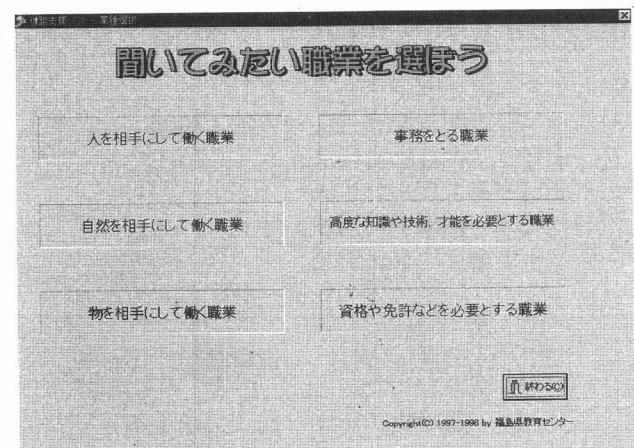 聞いてみたい職業を選ぼう
人を相手にして働く職業
事務をとる職業
自然を相手にして働く職業
高度な知識や技術、才能を必要とする職業
物を相手にして働く職業
資格や免許などを必要とする職業
終わる(C)
Copyright(C) 1997-1998 by 福島県教育センター